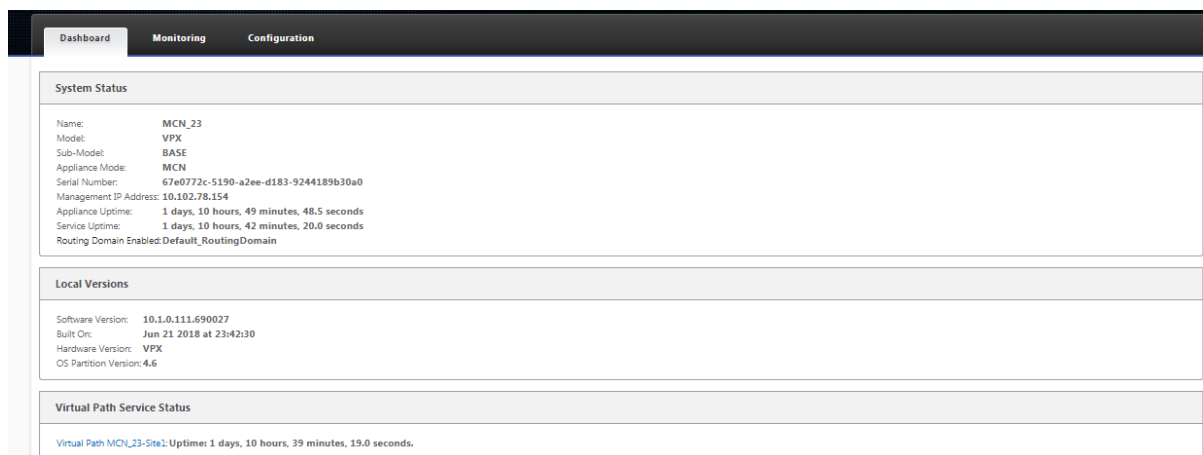 Dashboard Monitoring Configuration
System Status
Name: MCN_23
Model: VPX
Sub-Model: BASE
Appliance Mode: MCN
Serial Number: 67e0772c-5190-a2ee-d183-9244189b30a0
Management IP Address: 10.102.78.154
Appliance Uptime: 1 days, 10 hours, 49 minutes, 48.5 seconds
Service Uptime: 1 days, 10 hours, 42 minutes, 20.0 seconds
Routing Domain Enabled: Default_RoutingDomain
Local Versions
Software Version: 10.1.0.111.690027
Built On: Jun 21 2018 at 23:42:30
Hardware Version: VPX
OS Partition Version: 4.6
Virtual Path Service Status
Virtual Path MCN_23-Site1: Uptime: 1 days, 10 hours, 39 minutes, 19.0 seconds.